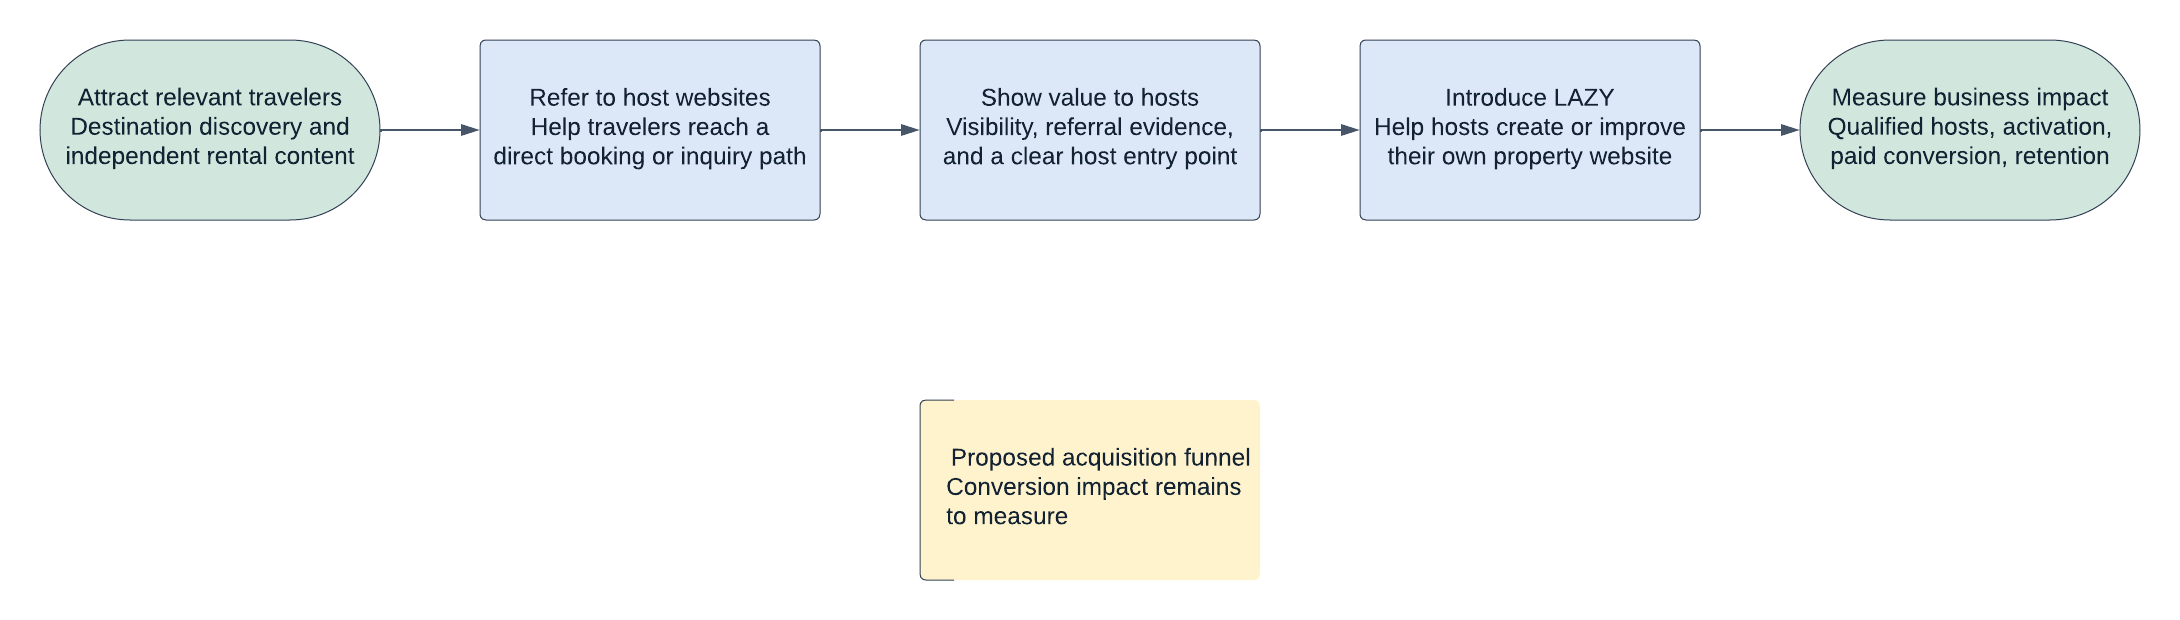 Attract relevant travelers
Destination discovery and
independent rental content
Refer to host websites
Help travelers reach a
direct booking or inquiry path
Show value to hosts
Visibility, referral evidence,
and a clear host entry point
Introduce LAZY
Help hosts create or improve
their own property website
Measure business impact
Qualified hosts, activation,
paid conversion, retention
Proposed acquisition funnel
Conversion impact remains
to measure